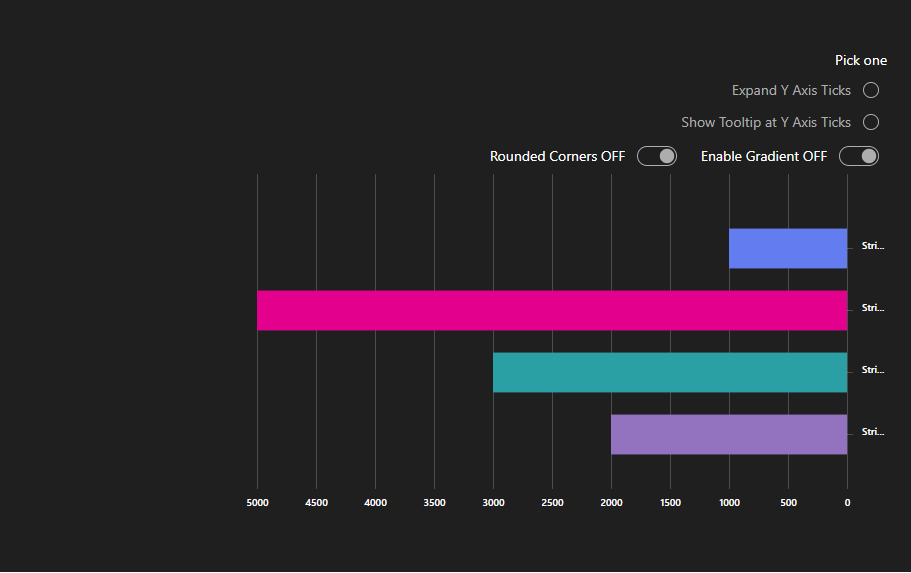 Pick one
Expand Y Axis Ticks
Show Tooltip at Y Axis Ticks
Rounded Corners OFF Enable Gradient OFF
Stri...
Stri...
Stri...
Stri...
5000 4500 4000 3500 3000 2500 2000 1500 1000 500 0